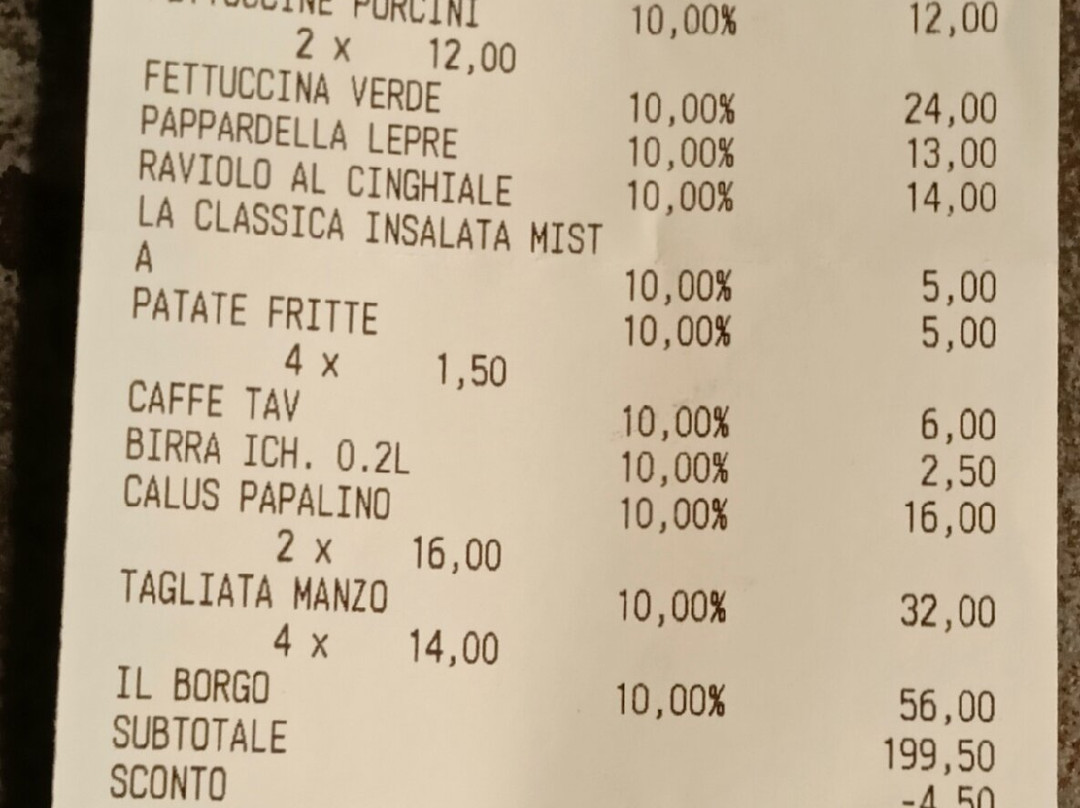 FETTUCCINE PORCINI 10,00% 12,00
2 x 12,00
FETTUCCINA VERDE 10,00% 24,00
PAPPARDELLA LEPRE 10,00% 13,00
RAVIOLO AL CINGHIALE 10,00% 14,00
LA CLASSICA INSALATA MIST
A 10,00% 5,00
PATATE FRITTE 10,00% 5,00
4 x 1,50
CAFFE TAV 10,00% 6,00
BIRRA ICH. 0.2L 10,00% 2,50
CALUS PAPALINO 10,00% 16,00
2 x 16,00
TAGLIATA MANZO 10,00% 32,00
4 x 14,00
IL BORGO 10,00% 56,00
SUBTOTALE 199,50
SCONTO -4,50